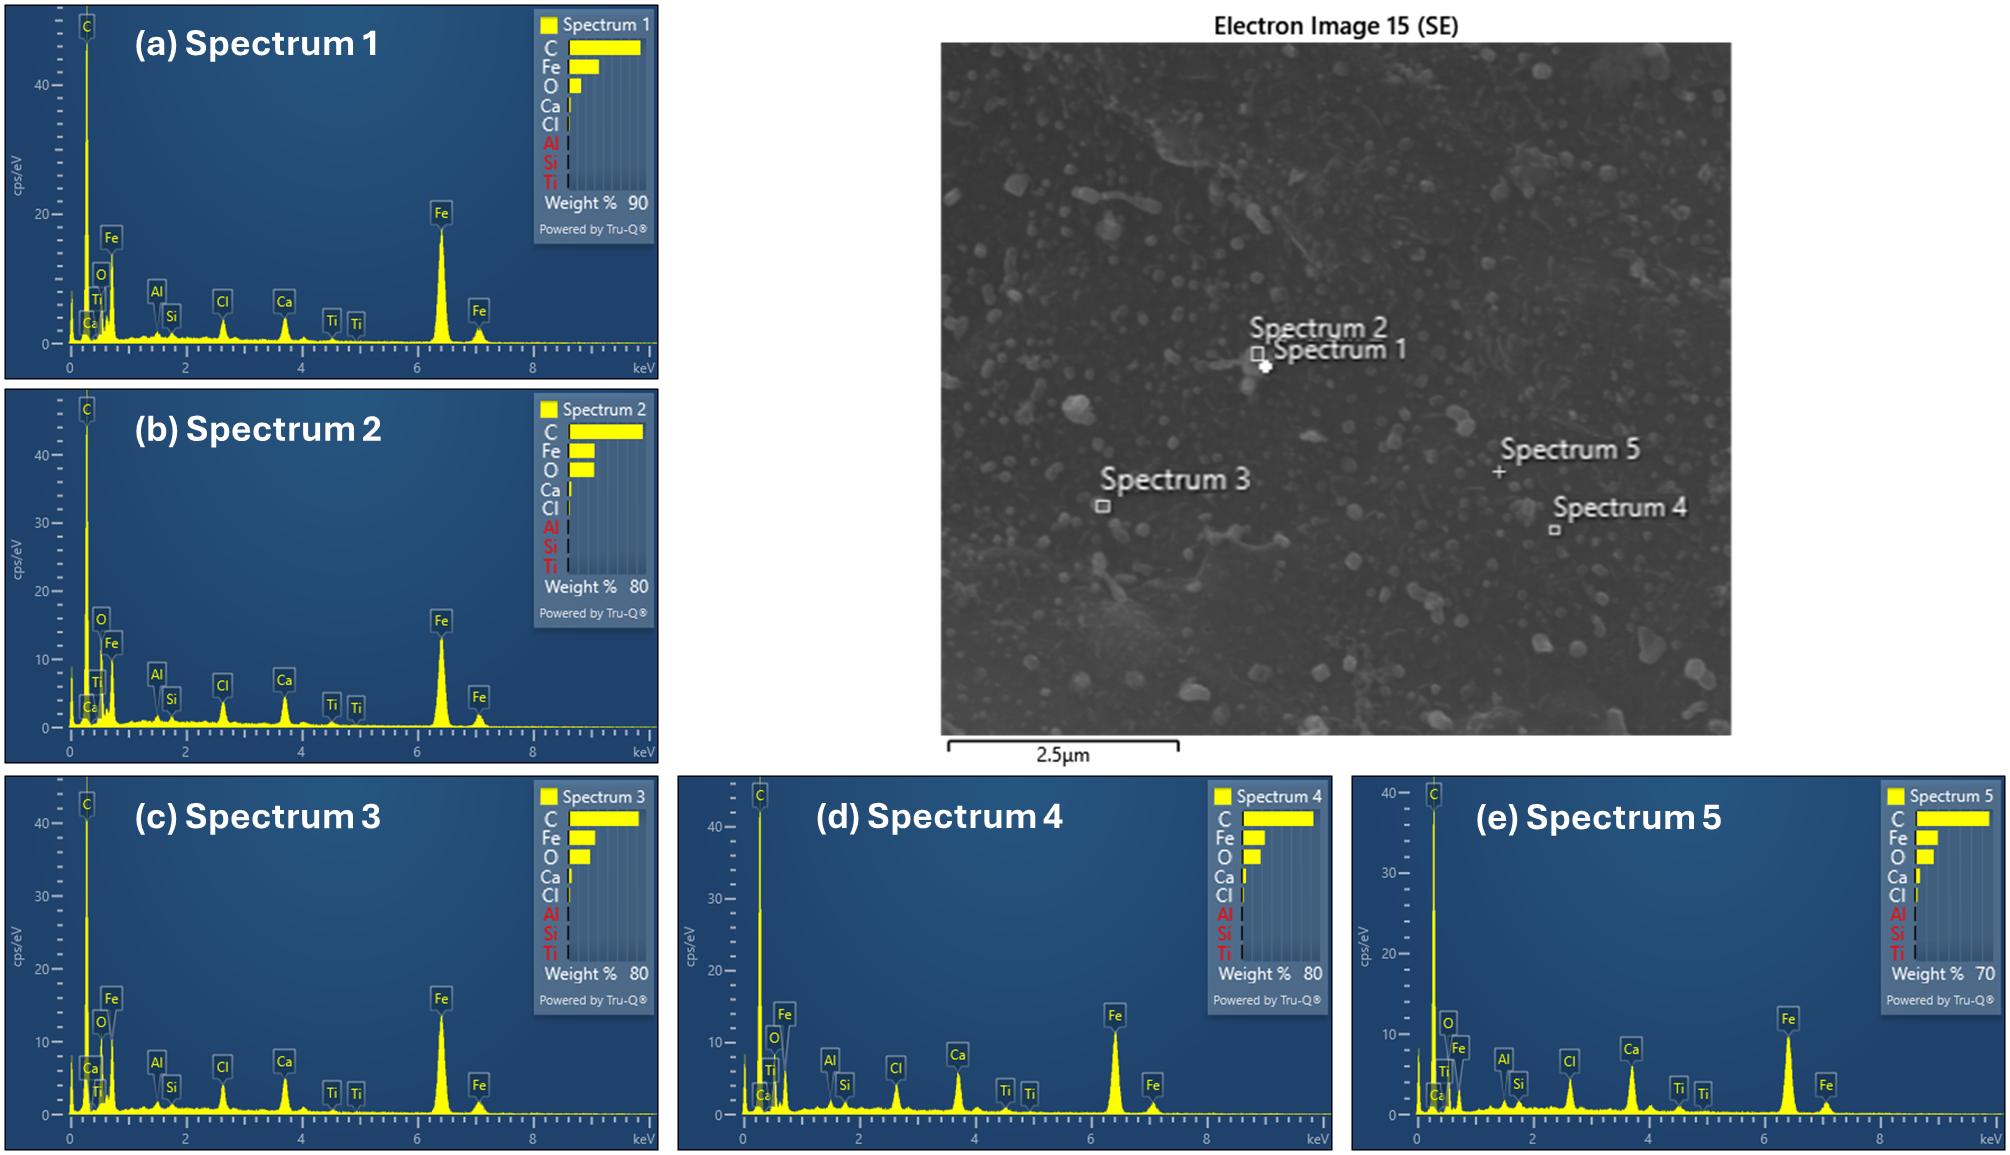 (a) Spectrum 1
Spectrum 1
C
Fe
O
Ca
Cl
Al
Si
Ti
Weight % 90
Powered by Tru-Q®
cps/eV
40
20
0
C
Fe
O
Ti
Ca
Al
Si
Cl
Ca
Ti
Ti
Fe
Fe
0 2 4 6 8 keV
Electron Image 15 (SE)
Spectrum 2
Spectrum 1
Spectrum 5
Spectrum 3
Spectrum 4
2.5µm
(b) Spectrum 2
Spectrum 2
C
Fe
O
Ca
Cl
Al
Si
Ti
Weight % 80
Powered by Tru-Q®
cps/eV
40
30
20
10
0
C
O
Fe
Ti
Ca
Al
Si
Cl
Ca
Ti
Ti
Fe
Fe
0 2 4 6 8 keV
(c) Spectrum 3
Spectrum 3
C
Fe
O
Ca
Cl
Al
Si
Ti
Weight % 80
Powered by Tru-Q®
cps/eV
40
30
20
10
0
C
Fe
O
Ca
Ti
Al
Si
Cl
Ca
Ti
Ti
Fe
Fe
0 2 4 6 8 keV
(d) Spectrum 4
Spectrum 4
C
Fe
O
Ca
Cl
Al
Si
Ti
Weight % 80
Powered by Tru-Q®
cps/eV
40
30
20
10
0
C
Fe
O
Ti
Ca
Al
Si
Cl
Ca
Ti
Ti
Fe
Fe
0 2 4 6 8 keV
(e) Spectrum 5
Spectrum 5
C
Fe
O
Ca
Cl
Al
Si
Ti
Weight % 70
Powered by Tru-Q®
cps/eV
40
30
20
10
0
C
O
Fe
Ti
Ca
Al
Si
Cl
Ca
Ti
Ti
Fe
Fe
0 2 4 6 8 keV